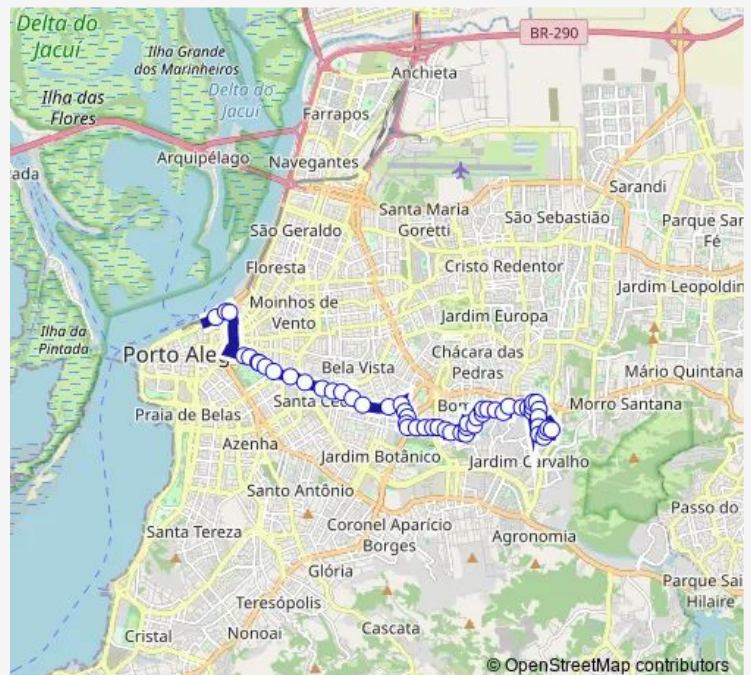 Delta do
Jacuí
Ilha Grande
dos Marinheiros
BR-290
Anchieta
Delta do
Jacuí
Ilha das
Flores
Farrapos
Arquipélago
Navegantes
ada
Sarandi
Santa Maria
Goretti
São Sebastião
Parque Sar
Fé
São Geraldo
Floresta
Cristo Redentor
Jardim Leopoldin
Moinhos de
Vento
Jardim Europa
Ilha da
Pintada
Porto Aleg
Chácara das
Pedras
Bela Vista
Mário Quintana
Santa Ce
Bom
Morro Santana
Praia de Belas
Azenha
Jardim Botânico
Jardim Carvalho
Santo Antônio
Passo do
Coronel Aparicio
Borges
Santa Tereza
Agronomia
Glória
Parque Sai
Hilaire
Teresópolis
Cristal
Nonoai
Cascata
© OpenStreetMap contributors